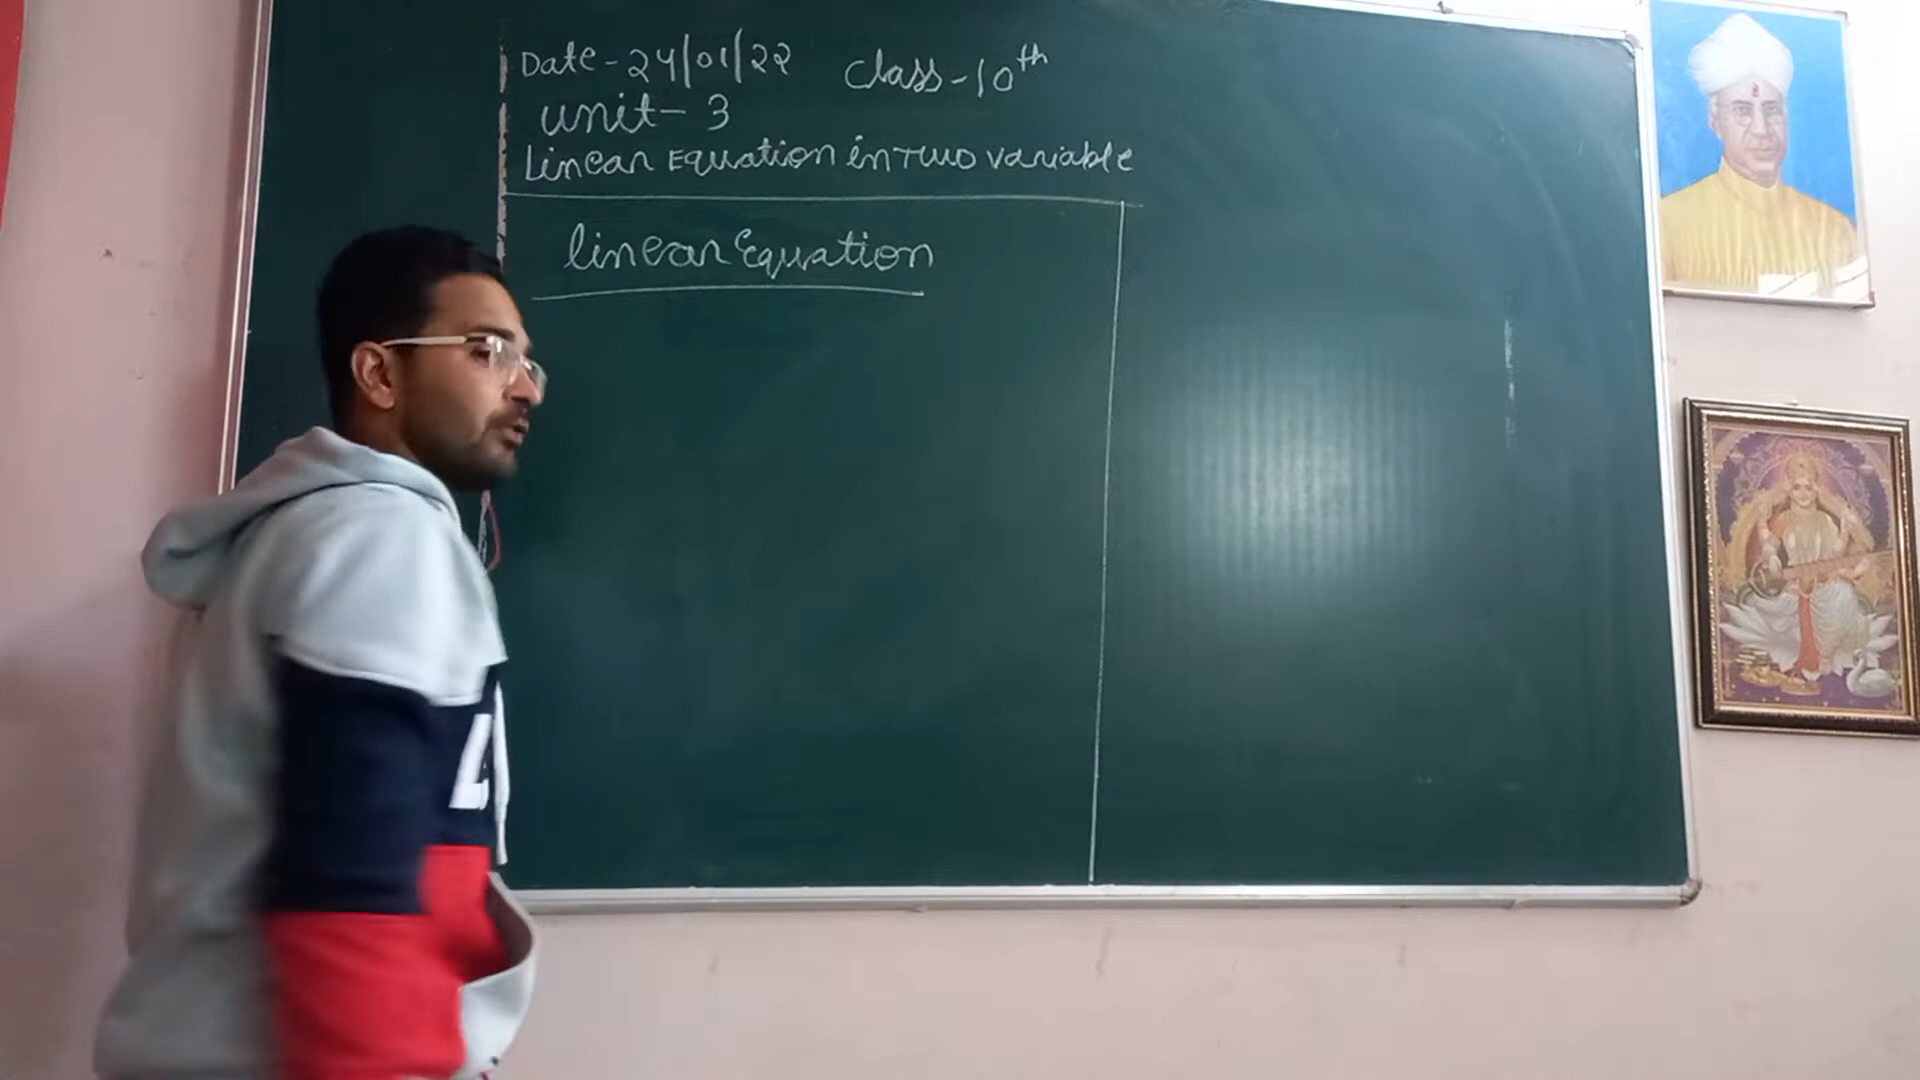 Date-24/01/22 Class-10th
unit-3
Linear Equation in Two variable
linear Equation